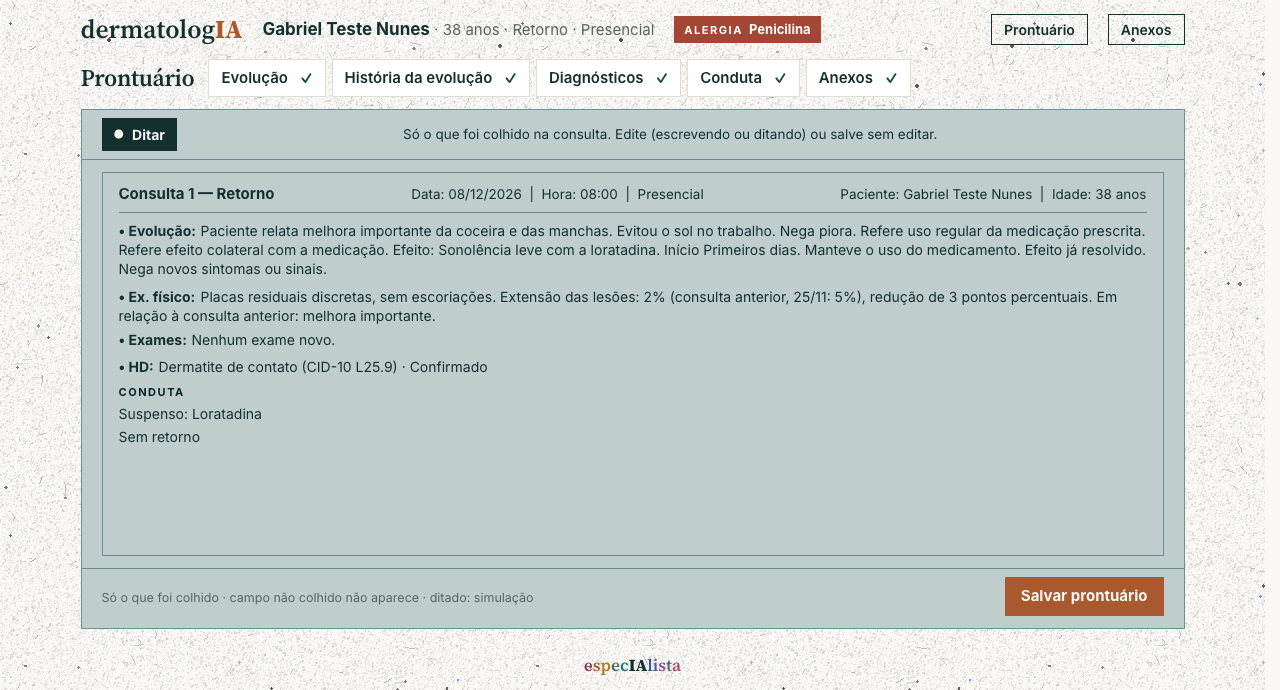 dermatologIA Gabriel Teste Nunes · 38 anos · Retorno · Presencial ALERGIA Penicilina Prontuário Anexos
Prontuário Evolução ✓ História da evolução ✓ Diagnósticos ✓ Conduta ✓ Anexos ✓
Ditar Só o que foi colhido na consulta. Edite (escrevendo ou ditando) ou salve sem editar.
Consulta 1 — Retorno Data: 08/12/2026 | Hora: 08:00 | Presencial Paciente: Gabriel Teste Nunes | Idade: 38 anos
• Evolução: Paciente relata melhora importante da coceira e das manchas. Evitou o sol no trabalho. Nega piora. Refere uso regular da medicação prescrita.
Refere efeito colateral com a medicação. Efeito: Sonolência leve com a loratadina. Início Primeiros dias. Manteve o uso do medicamento. Efeito já resolvido.
Nega novos sintomas ou sinais.
• Ex. físico: Placas residuais discretas, sem escoriações. Extensão das lesões: 2% (consulta anterior, 25/11: 5%), redução de 3 pontos percentuais. Em
relação à consulta anterior: melhora importante.
• Exames: Nenhum exame novo.
• HD: Dermatite de contato (CID-10 L25.9) · Confirmado
CONDUTA
Suspenso: Loratadina
Sem retorno
Só o que foi colhido · campo não colhido não aparece · ditado: simulação Salvar prontuário
especIAlista